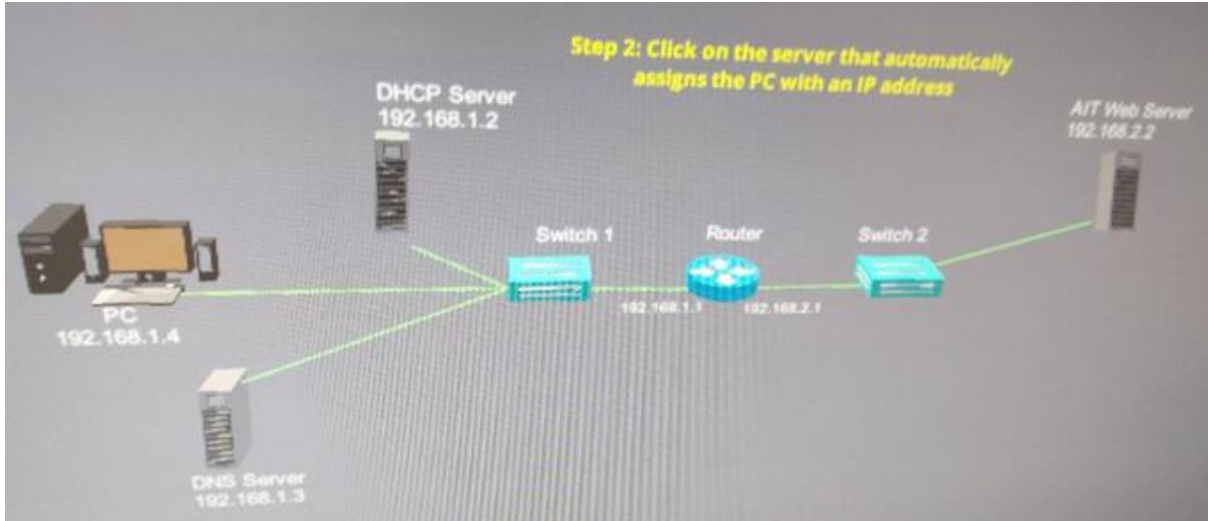 Step 2: Click on the server that automatically
assigns the PC with an IP address
DHCP Server
192.168.1.2
AIT Web Server
192.168.2.2
Switch 1
Router
Switch 2
192.168.1.1
192.168.2.1
PC
192.168.1.4
DNS Server
192.168.1.3